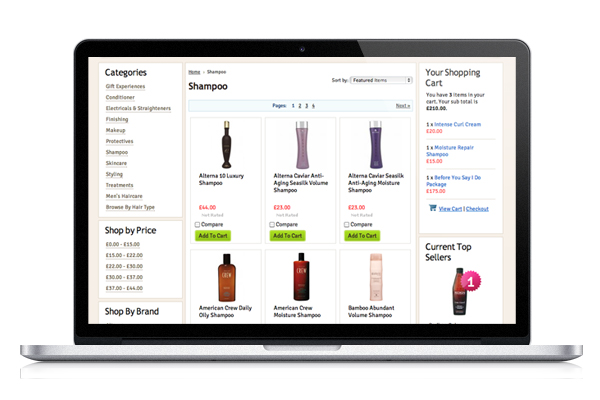 Categories
Gift Experiences
Conditioner
Electricals & Straighteners
Finishing
Makeup
Protectives
Shampoo
Skincare
Styling
Treatments
Men's Haircare
Browse By Hair Type
Shop by Price
£0.00 - £15.00
£15.00 - £22.00
£22.00 - £30.00
£30.00 - £37.00
£37.00 - £44.00
Shop By Brand
Home › Shampoo
Sort by: Featured Items
Shampoo
Pages: 1 2 3 4
Next »
Alterna 10 Luxury
Shampoo
£44.00
Not Rated
Compare
Add To Cart
Alterna Caviar Anti-
Aging Seasilk Volume
Shampoo
£23.00
Not Rated
Compare
Add To Cart
Alterna Caviar Seasilk
Anti-Aging Moisture
Shampoo
£23.00
Not Rated
Compare
Add To Cart
American Crew Daily
Oily Shampoo
American Crew
Moisture Shampoo
Bamboo Abundant
Volume Shampoo
Your Shopping
Cart
You have 3 items in your
cart. Your sub total is
£210.00.
1 x Intense Curl Cream
£20.00
1 x Moisture Repair
Shampoo
£15.00
1 x Before You Say I Do
Package
£175.00
View Cart | Checkout
Current Top
Sellers
1